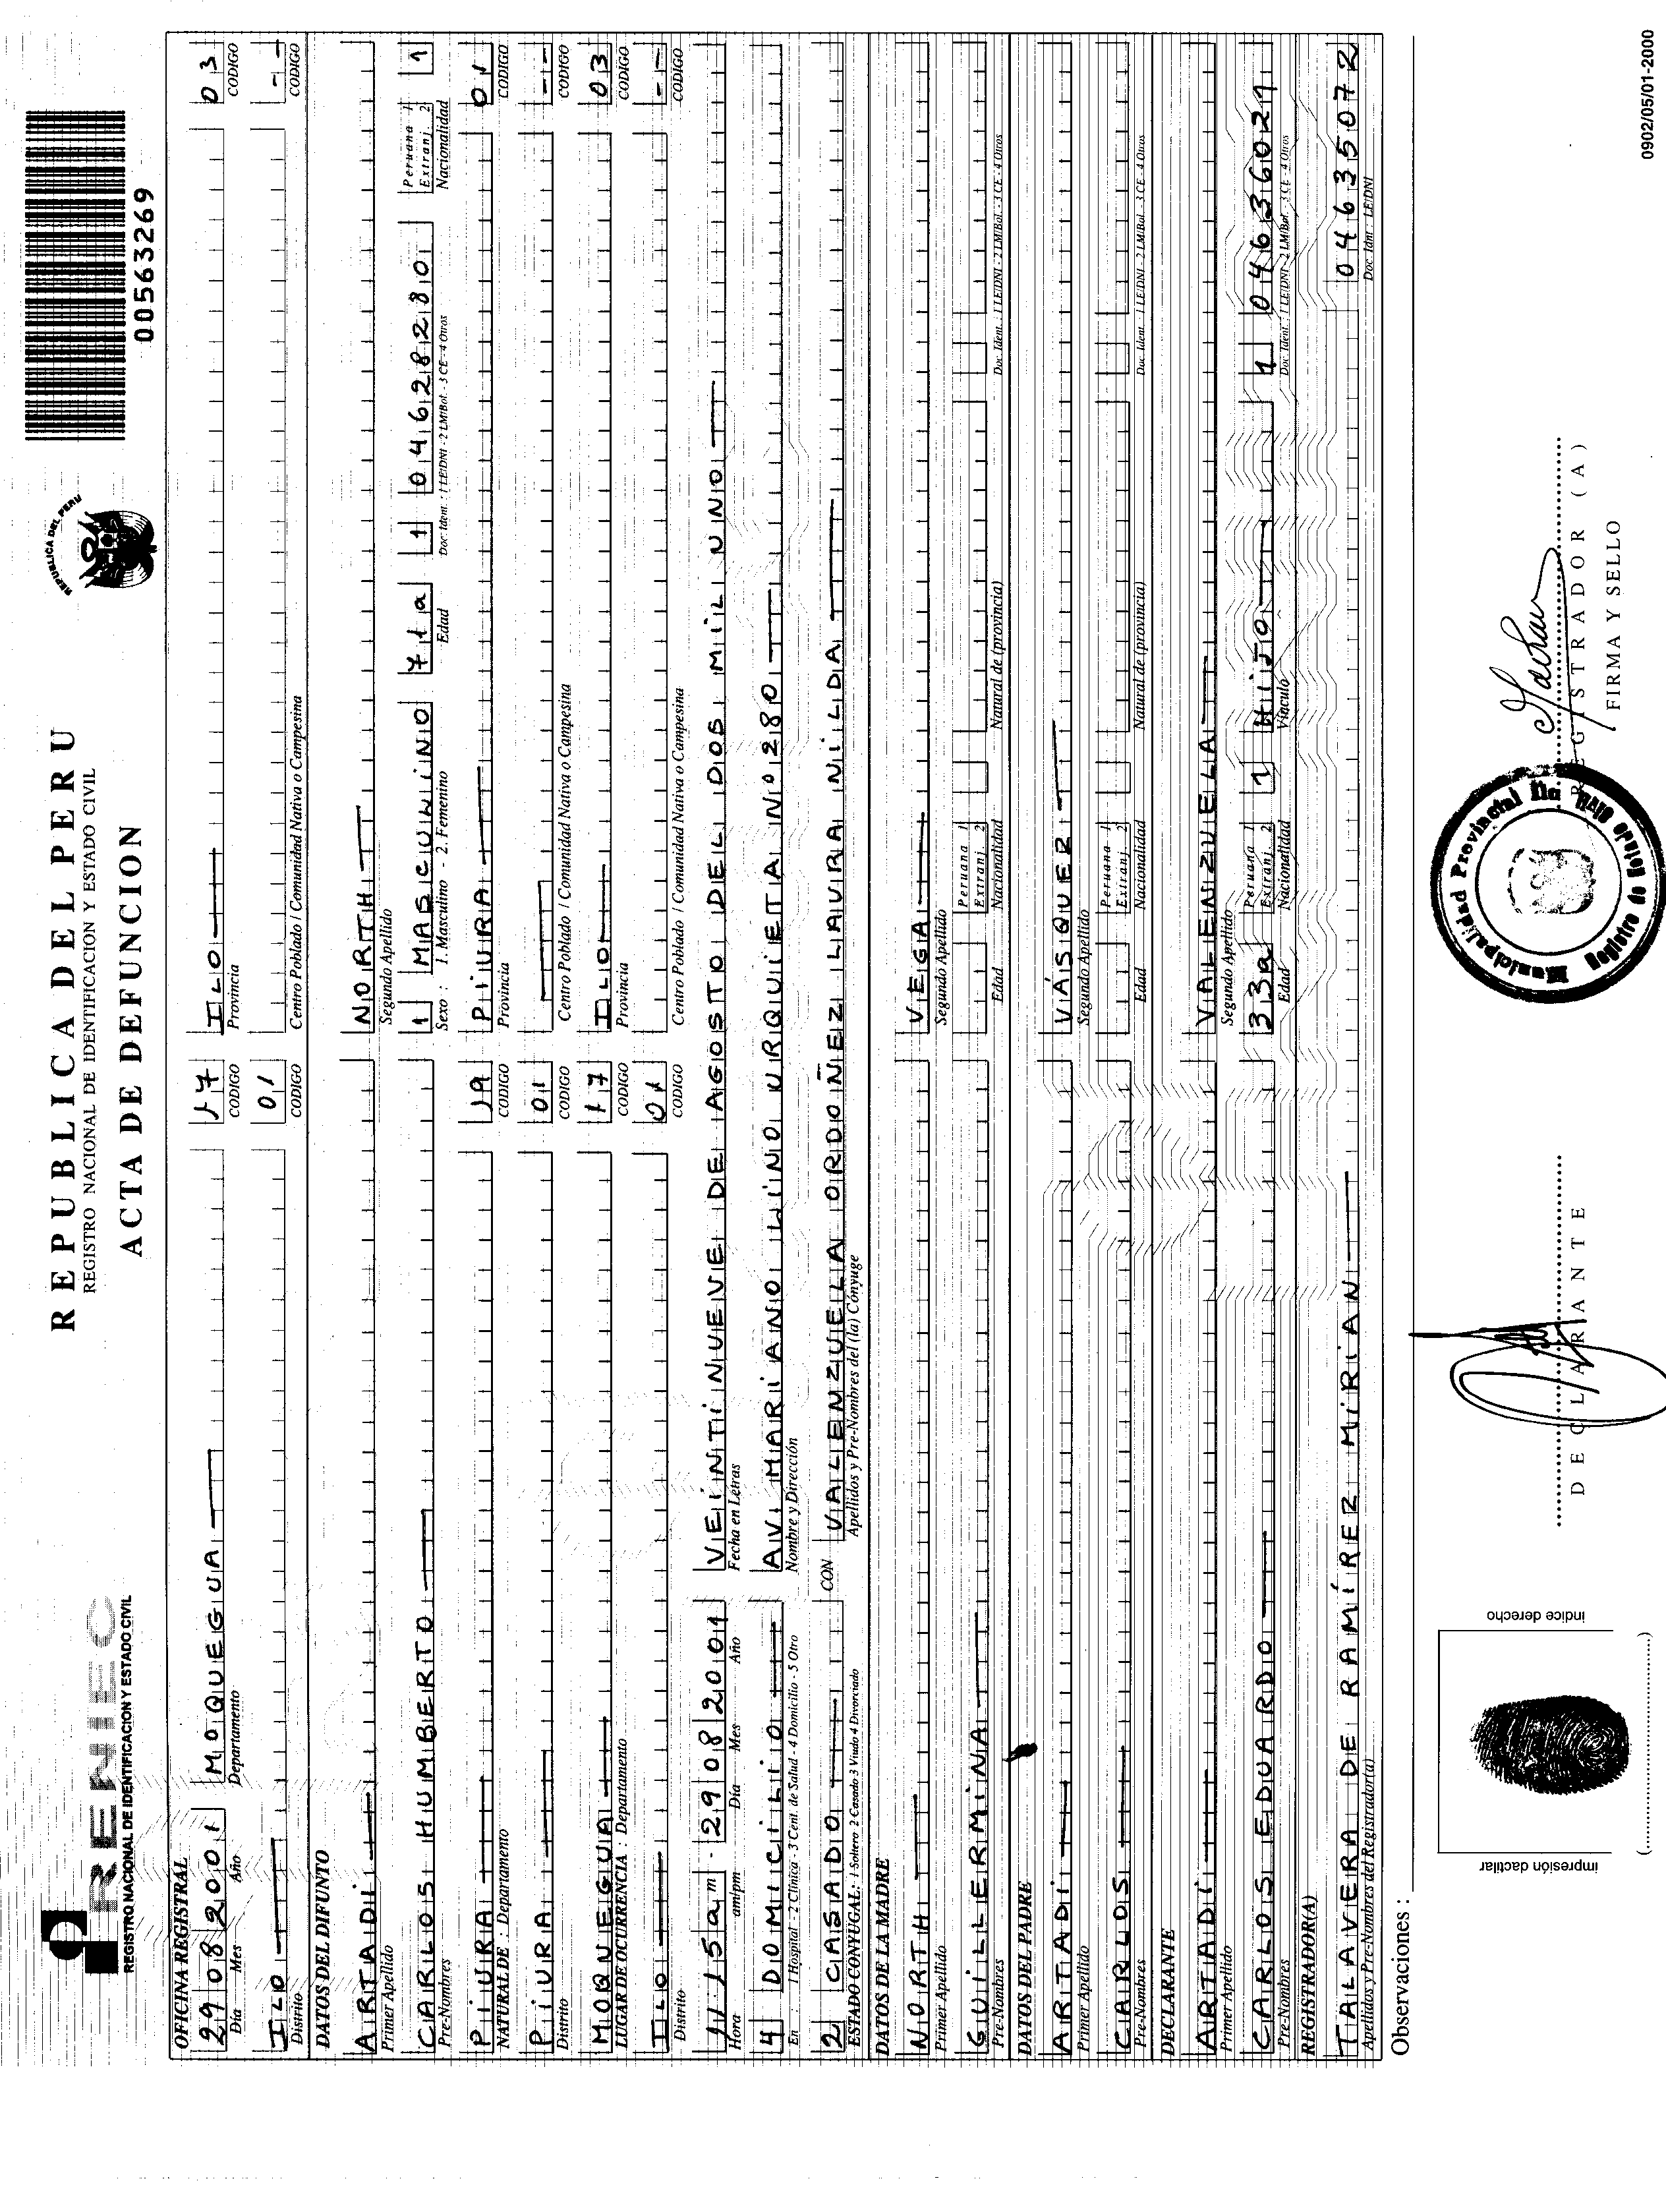 RENIEC
REGISTRO NACIONAL DE IDENTIFICACION Y ESTADO CIVIL
REPUBLICA DEL PERU
REGISTRO NACIONAL DE IDENTIFICACION Y ESTADO CIVIL
ACTA DE DEFUNCION
REPUBLICA DEL PERU
00563269
OFICINA REGISTRAL
29 08 2001 MOQUEGUA 17 ILO 03
Día Mes Año Departamento CODIGO Provincia CODIGO
ILO 01 --
Distrito CODIGO Centro Poblado / Comunidad Nativa o Campesina CODIGO
DATOS DEL DIFUNTO
ARTADI NORTH
Primer Apellido Segundo Apellido
CARLOS HUMBERTO 1 MASCULINO 71a 1 04628280 Peruana 1 Extranj. 2 1
Pre-Nombres Sexo : 1. Masculino - 2. Femenino Edad Doc. Ident. : 1 LE/DNI - 2 LM/Bol. - 3 CE - 4 Otros Nacionalidad
PIURA 19 PIURA 01
NATURAL DE : Departamento CODIGO Provincia CODIGO
PIURA 01 --
Distrito CODIGO Centro Poblado / Comunidad Nativa o Campesina CODIGO
MOQUEGUA 17 ILO 03
LUGAR DE OCURRENCIA : Departamento CODIGO Provincia CODIGO
ILO 01 --
Distrito CODIGO Centro Poblado / Comunidad Nativa o Campesina CODIGO
11:15am 29 08 2001 VEINTINUEVE DE AGOSTO DEL DOS MIL UNO
Hora am/pm Día Mes Año Fecha en Letras
4 DOMICILIO AV MARIANO LINO URQUIETA Nº 280
En : 1 Hospital - 2 Clínica - 3 Cent. de Salud - 4 Domicilio - 5 Otro Nombre y Dirección
2 CASADO CON VALENZUELA ORDOÑEZ LAURA NILDA
ESTADO CONYUGAL: 1 Soltero 2 Casado 3 Viudo 4 Divorciado Apellidos y Pre-Nombres del (la) Cónyuge
DATOS DE LA MADRE
NORTH VEGA
Primer Apellido Segundo Apellido
GUILLERMINA Peruana 1 Extranj. 2
Pre-Nombres Edad Nacionalidad Natural de (provincia) Doc. Ident. : 1 LE/DNI - 2 LM/Bol. - 3 CE - 4 Otros
DATOS DEL PADRE
ARTADI VÁSQUEZ
Primer Apellido Segundo Apellido
CARLOS Peruana 1 Extranj. 2
Pre-Nombres Edad Nacionalidad Natural de (provincia) Doc. Ident. : 1 LE/DNI - 2 LM/Bol. - 3 CE - 4 Otros
DECLARANTE
ARTADI VALENZUELA
Primer Apellido Segundo Apellido
CARLOS EDUARDO 33a Peruana 1 Extranj. 2 1 HIJO 1 04636021
Pre-Nombres Edad Nacionalidad Vínculo Doc. Ident. : 1 LE/DNI - 2 LM/Bol. - 3 CE - 4 Otros
REGISTRADOR(A)
TALAVERA DE RAMÍREZ MIRIAN 04635072
Apellidos y Pre-Nombres del Registrador(a) Doc. Idnt : LE/DNI
Observaciones :
impresión dactilar
índice derecho
DECLARANTE
Municipalidad Provincial Ilo
Registro de Estado Civil
REGISTRADOR (A)
FIRMA Y SELLO
0902/05/01-2000